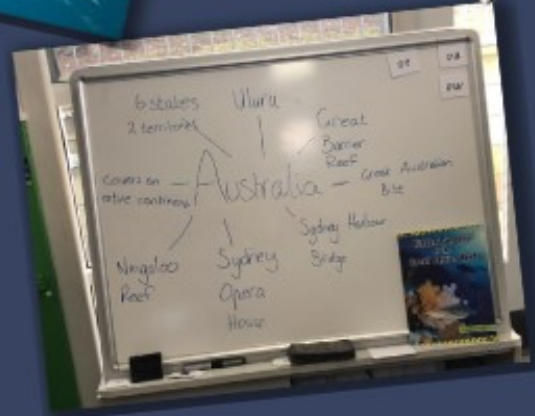 6 states
2 territories
Uluru
Great
Barrier
Reef
covers an
entire continent
Australia
Great Australian
Bite
Sydney Harbour
Bridge
Ningaloo
Reef
Sydney
Opera
House